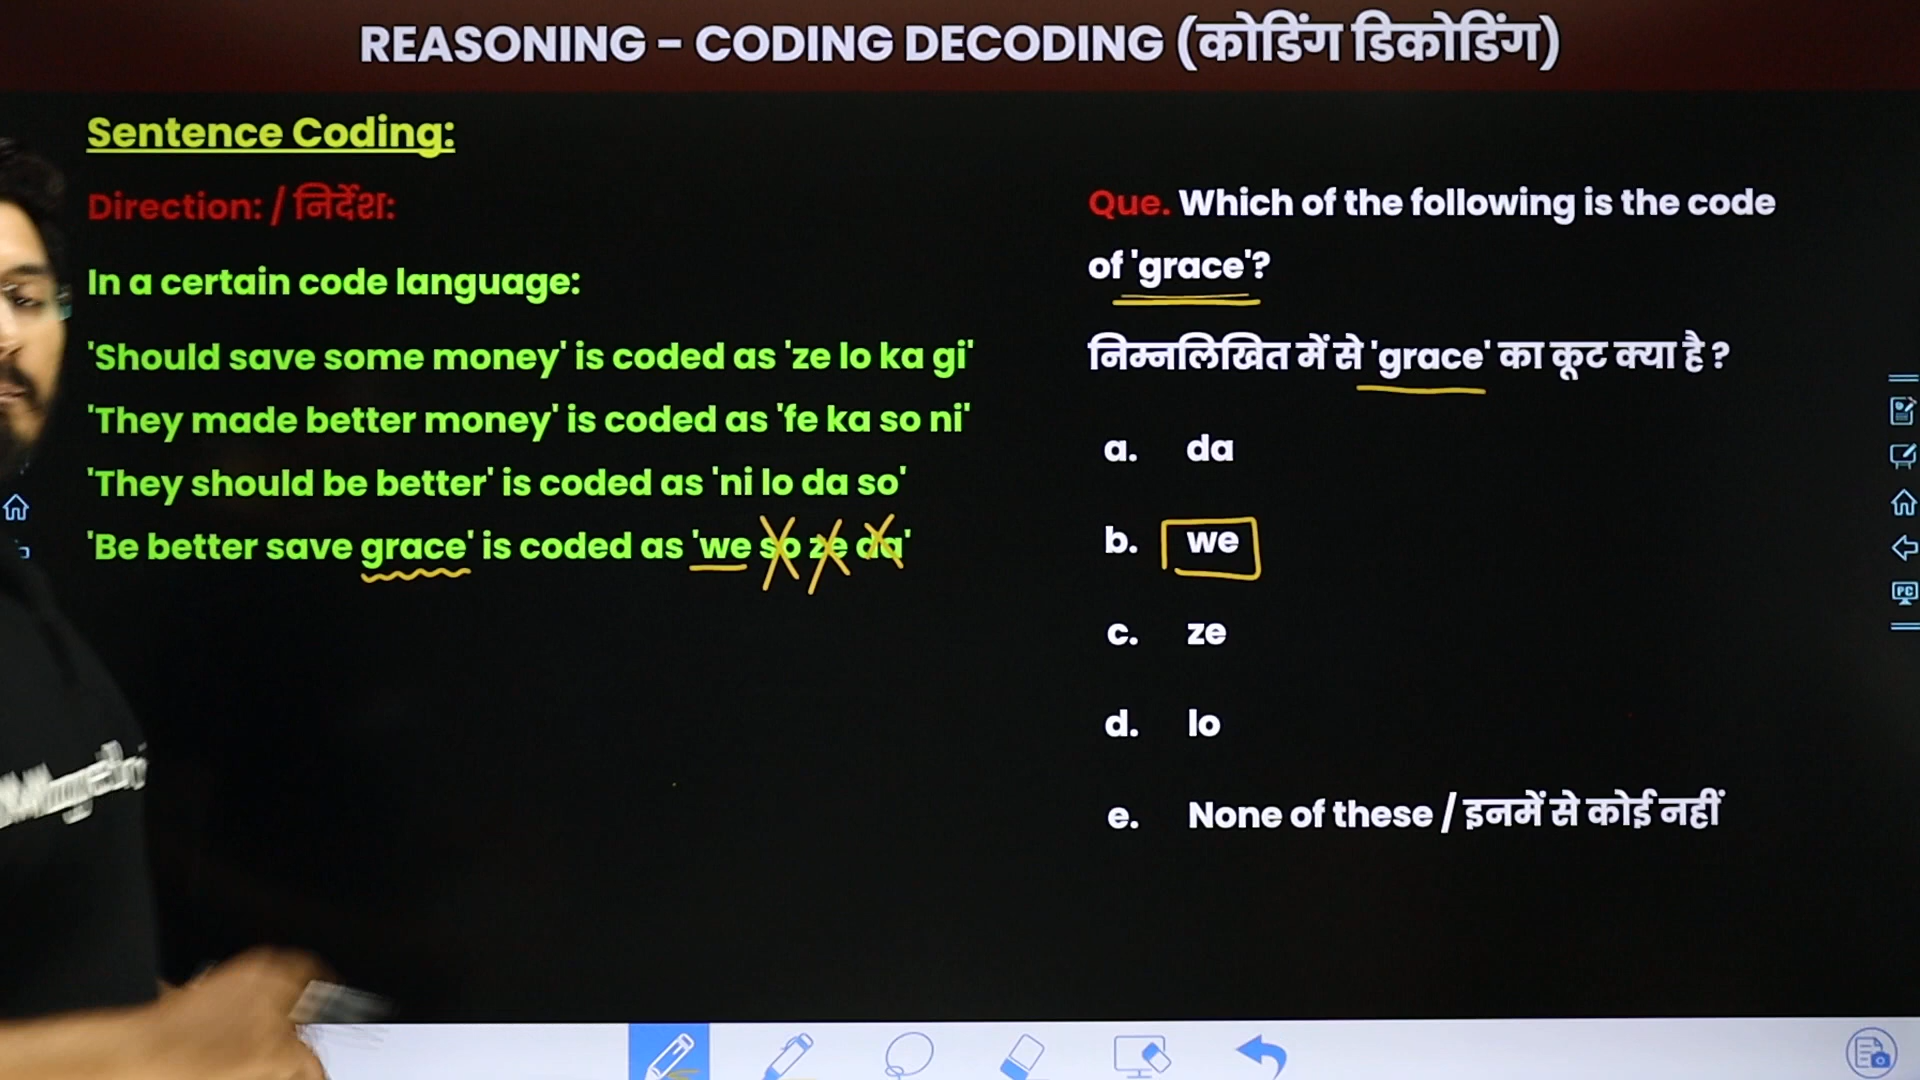 REASONING - CODING DECODING (कोडिंग डिकोडिंग)
Sentence Coding:
Direction: / निर्देश:
In a certain code language:
'Should save some money' is coded as 'ze lo ka gi'
'They made better money' is coded as 'fe ka so ni'
'They should be better' is coded as 'ni lo da so'
'Be better save grace' is coded as 'we so ze da'
Que. Which of the following is the code
of 'grace'?
निम्नलिखित में से 'grace' का कूट क्या है ?
a. da
b. we
c. ze
d. lo
e. None of these / इनमें से कोई नहीं
PC